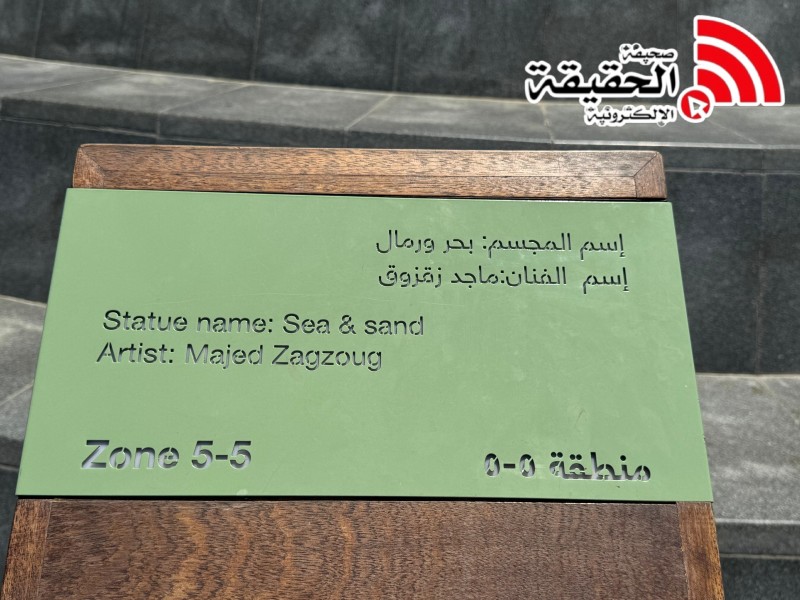 صحيفة
الحقيقة
الإلكترونية
إسم المجسم: بحر ورمال
إسم الفنان:ماجد زقزوق
Statue name: Sea & sand
Artist: Majed Zagzoug
Zone 5-5
منطقة ٥-٥